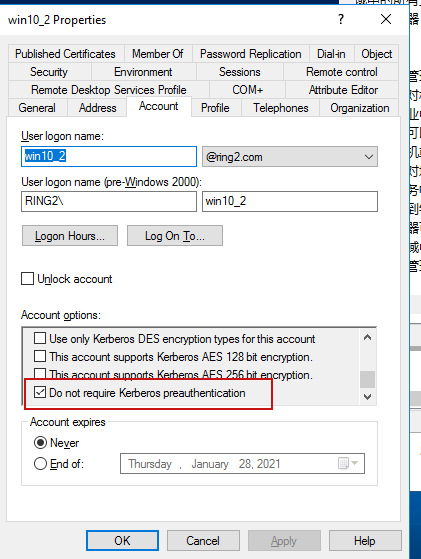 win10_2 Properties
Published Certificates Member Of Password Replication Dial-in Object
Security Environment Sessions Remote control
Remote Desktop Services Profile COM+ Attribute Editor
General Address Account Profile Telephones Organization
User logon name:
win10_2 @ring2.com
User logon name (pre-Windows 2000):
RING2\ win10_2
Logon Hours... Log On To...
Unlock account
Account options:
Use only Kerberos DES encryption types for this account
This account supports Kerberos AES 128 bit encryption.
This account supports Kerberos AES 256 bit encryption.
Do not require Kerberos preauthentication
Account expires
Never
End of: Thursday , January 28, 2021
OK Cancel Apply Help